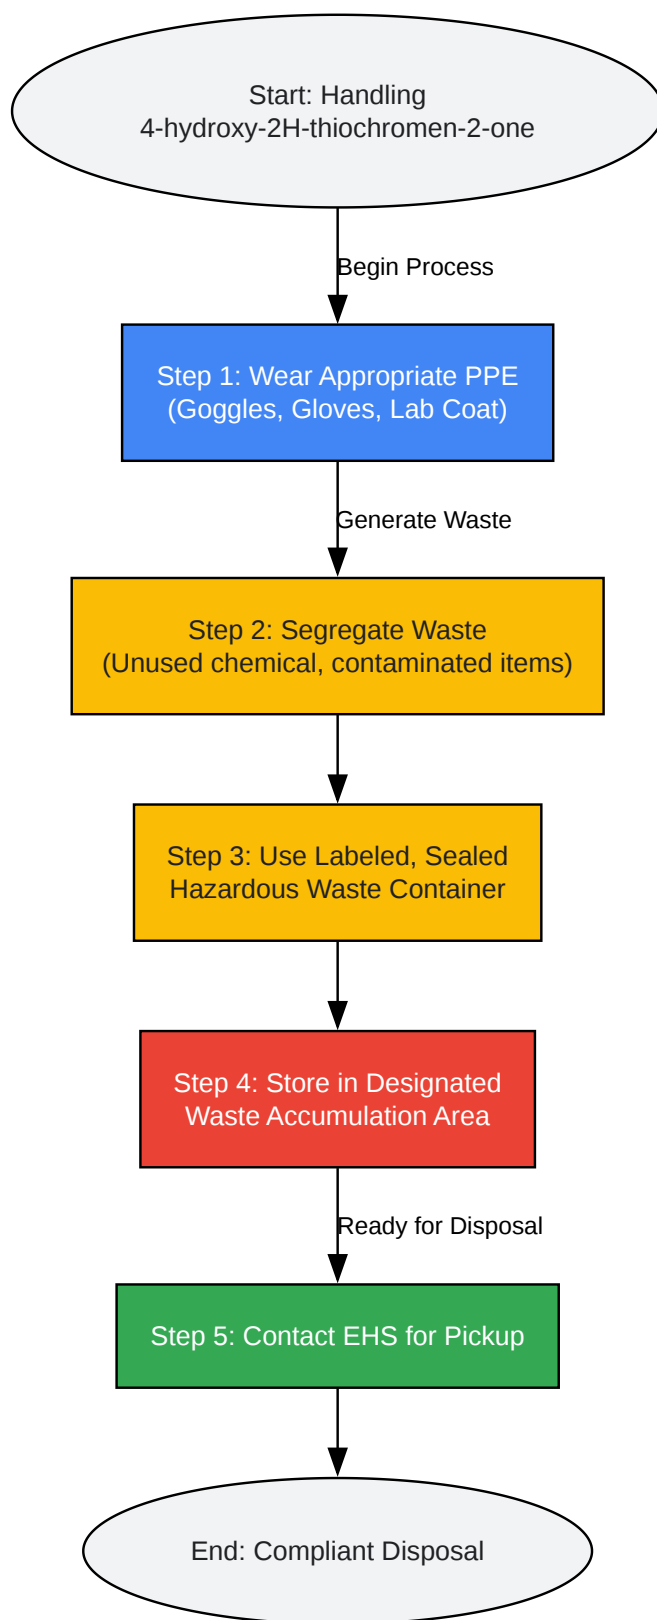 Start: Handling
4-hydroxy-2H-thiochromen-2-one
Begin Process
Step 1: Wear Appropriate PPE
(Goggles, Gloves, Lab Coat)
Generate Waste
Step 2: Segregate Waste
(Unused chemical, contaminated items)
Step 3: Use Labeled, Sealed
Hazardous Waste Container
Step 4: Store in Designated
Waste Accumulation Area
Ready for Disposal
Step 5: Contact EHS for Pickup
End: Compliant Disposal